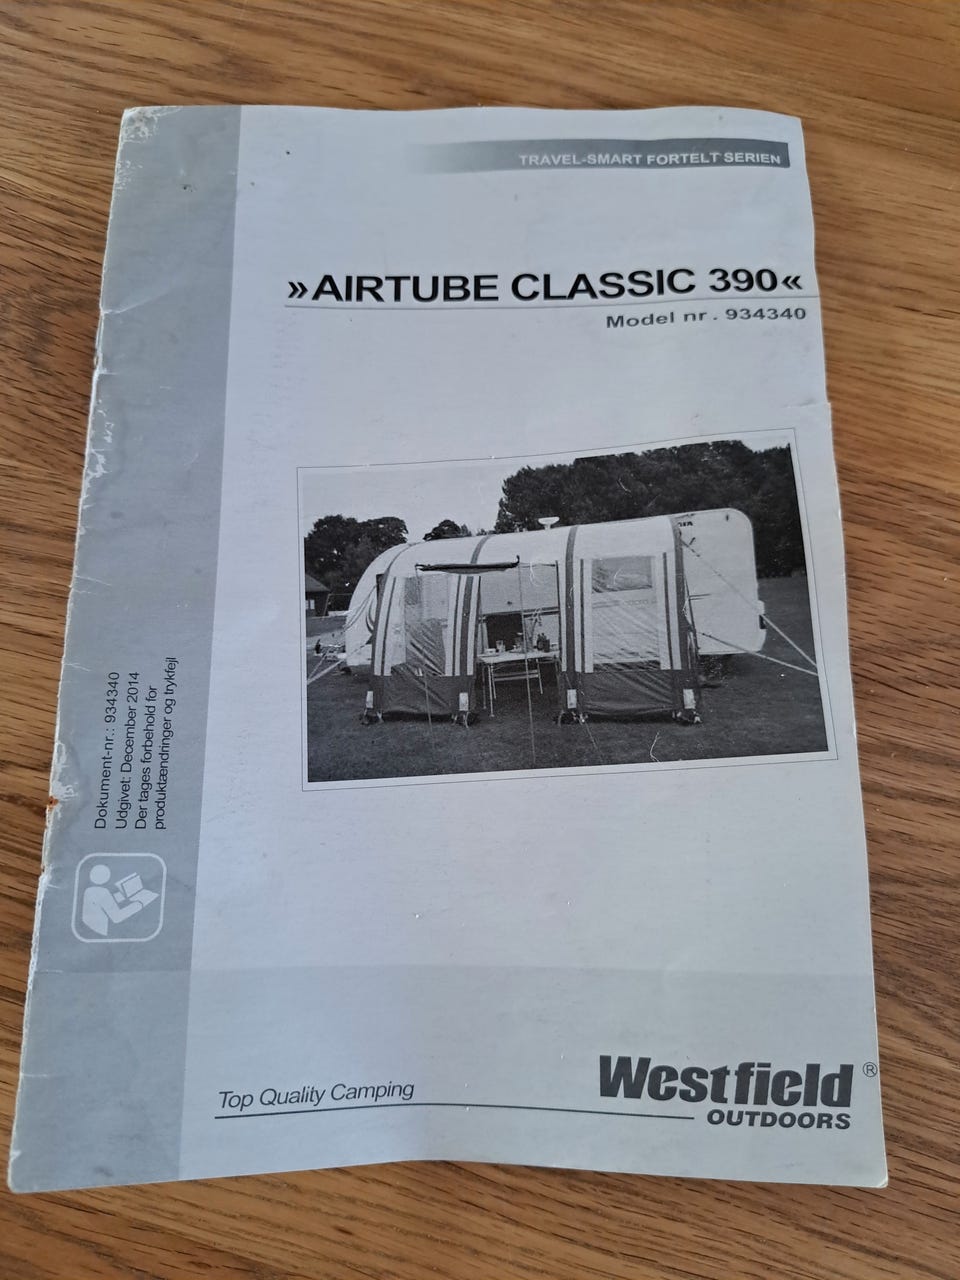 TRAVEL-SMART FORTELT SERIEN
»AIRTUBE CLASSIC 390«
Model nr . 934340
Dokument-nr.: 934340
Udgivet: December 2014
Der tages forbehold for
produktændringer og trykfejl
Top Quality Camping
Westfield®
OUTDOORS